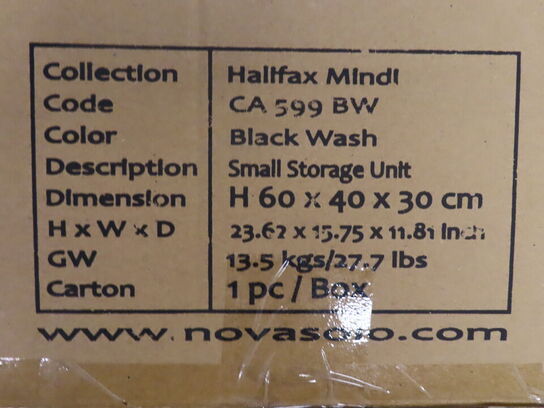 Collection Halifax Mindi
Code CA 599 BW
Color Black Wash
Description Small Storage Unit
Dimension H 60 x 40 x 30 cm
H x W x D 23.62 x 15.75 x 11.81 Inch
GW 13.5 kgs/27.7 lbs
Carton 1 pc / Box
www.novasolo.com